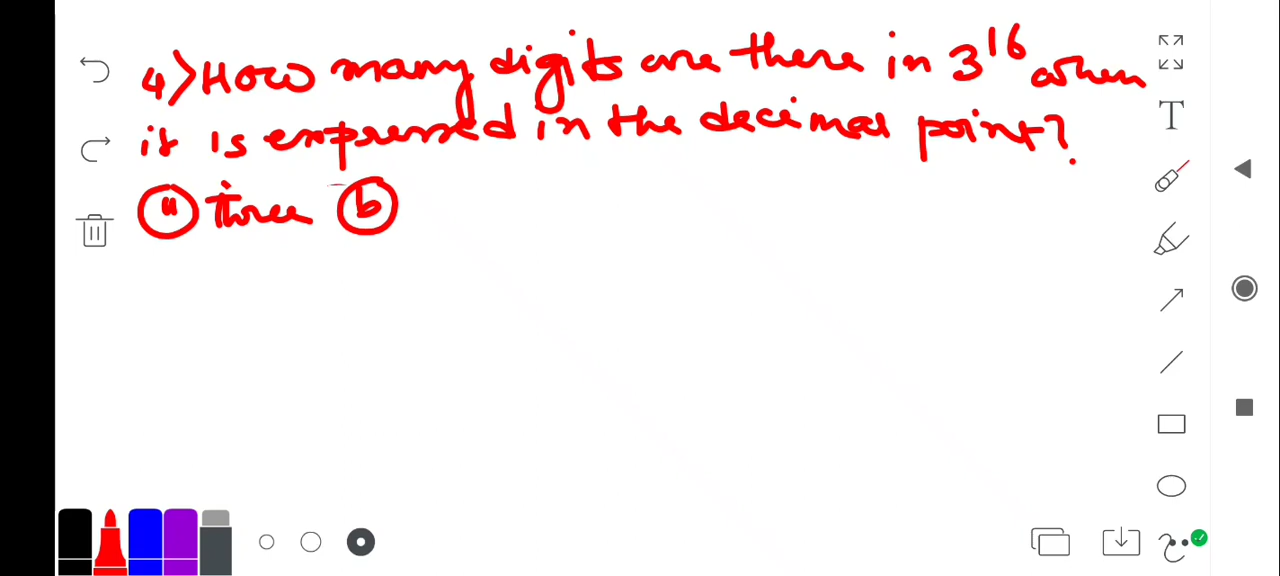 4) How many digits are there in 3^16 when
it is expressed in the decimal point?
(a) three (b)
T